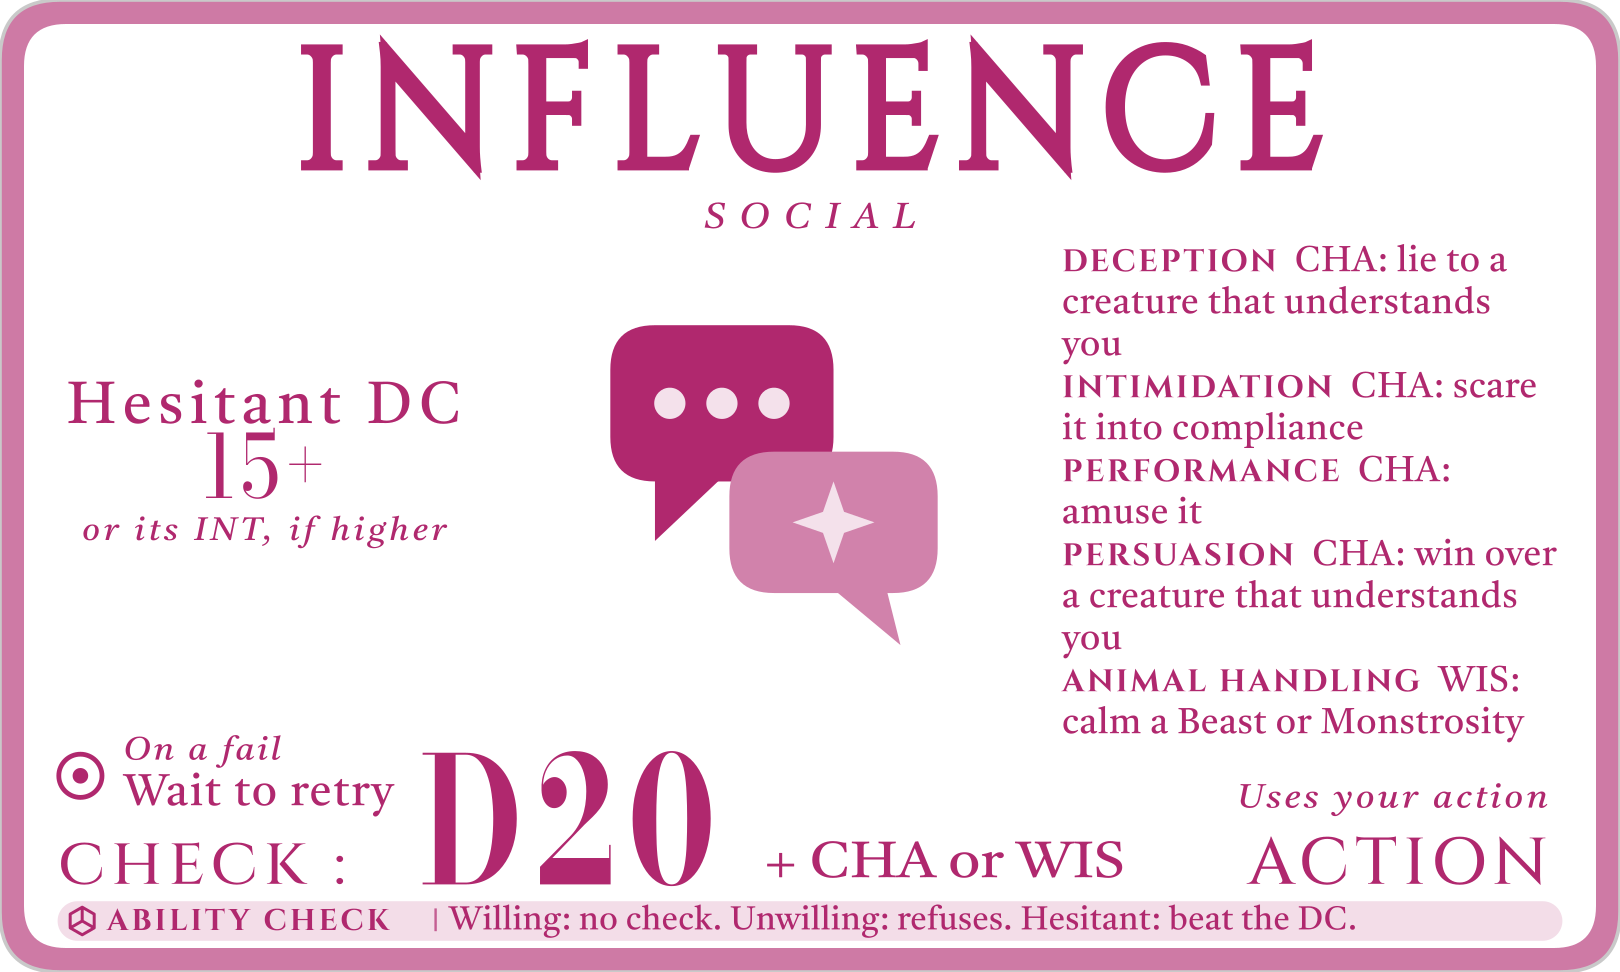 INFLUENCE
SOCIAL
DECEPTION CHA: lie to a
creature that understands
you
INTIMIDATION CHA: scare
it into compliance
PERFORMANCE CHA:
amuse it
PERSUASION CHA: win over
a creature that understands
you
ANIMAL HANDLING WIS:
calm a Beast or Monstrosity
Hesitant DC
15+
or its INT, if higher
On a fail
Wait to retry
CHECK : D20 + CHA or WIS
Uses your action
ACTION
ABILITY CHECK | Willing: no check. Unwilling: refuses. Hesitant: beat the DC.